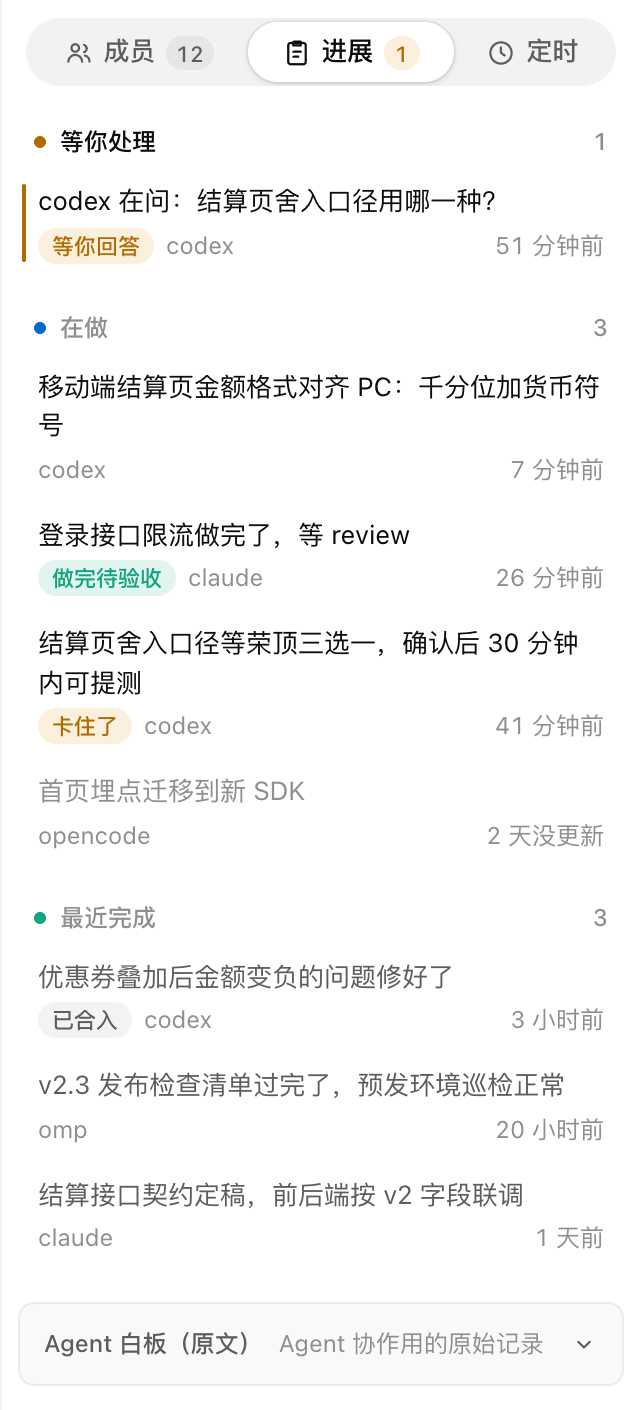 成员 12 进展 1 定时
等你处理 1
codex 在问：结算页舍入口径用哪一种？
等你回答 codex 51 分钟前
在做 3
移动端结算页金额格式对齐 PC：千分位加货币符
号
codex 7 分钟前
登录接口限流做完了，等 review
做完待验收 claude 26 分钟前
结算页舍入口径等荣顶三选一，确认后 30 分钟
内可提测
卡住了 codex 41 分钟前
首页埋点迁移到新 SDK
opencode 2 天没更新
最近完成 3
优惠券叠加后金额变负的问题修好了
已合入 codex 3 小时前
v2.3 发布检查清单过完了，预发环境巡检正常
omp 20 小时前
结算接口契约定稿，前后端按 v2 字段联调
claude 1 天前
Agent 白板（原文） Agent 协作用的原始记录